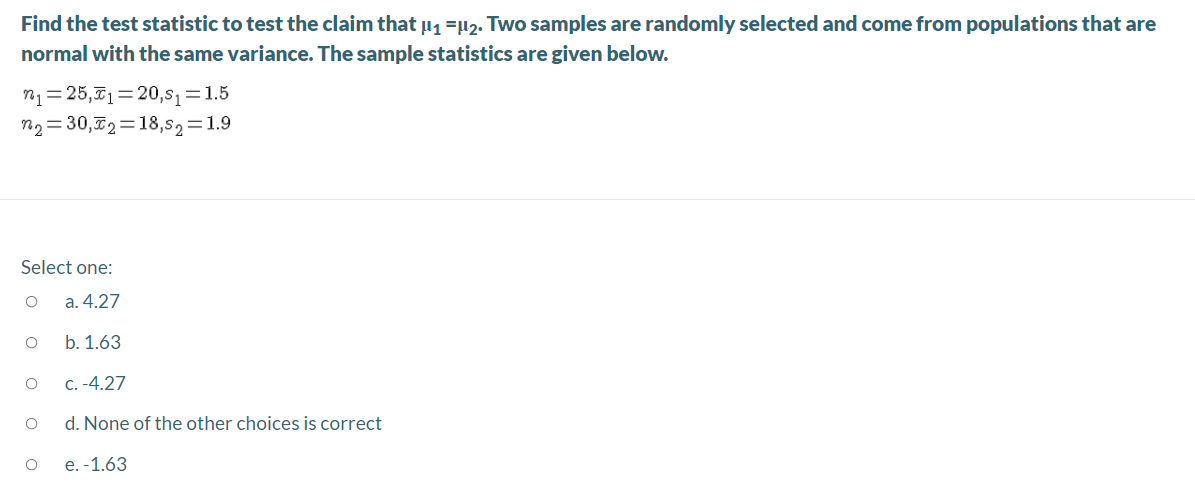 Find the test statistic to test the claim that μ₁ =μ₂. Two samples are randomly selected and come from populations that are
normal with the same variance. The sample statistics are given below.
n₁=25,x̅₁=20,s₁=1.5
n₂=30,x̅₂=18,s₂=1.9
Select one:
a. 4.27
b. 1.63
c. -4.27
d. None of the other choices is correct
e. -1.63